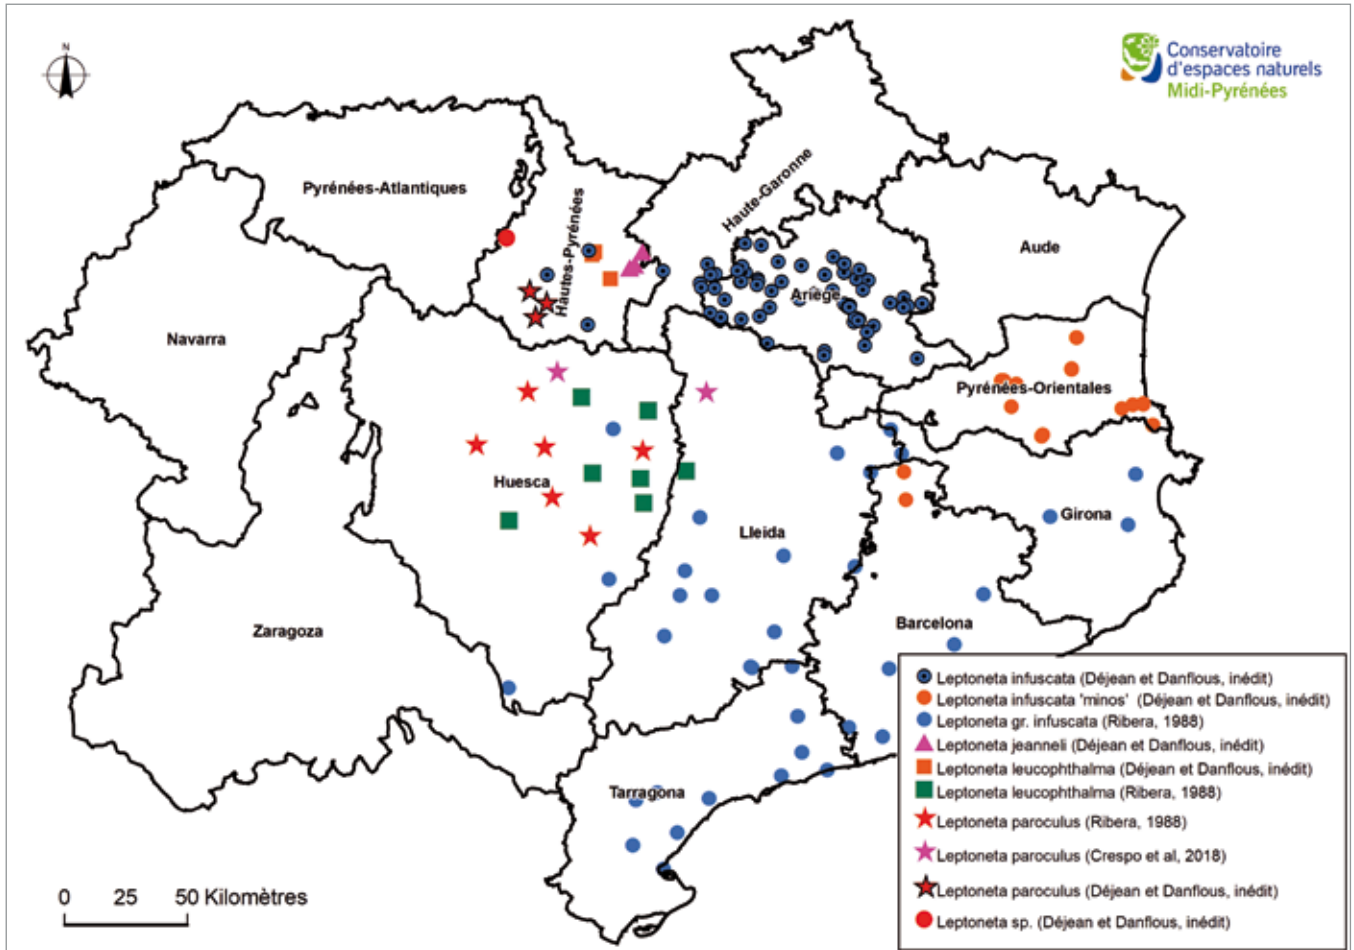 N
Conservatoire
d'espaces naturels
Midi-Pyrénées
Haute-Garonne
Pyrénées-Atlantiques
Hautes-Pyrénées
Aude
Ariège
Navarra
Pyrénées-Orientales
Huesca
Lleida
Girona
Zaragoza
Barcelona
Tarragona
Leptoneta infuscata (Déjean et Danflous, inédit)
Leptoneta infuscata 'minos' (Déjean et Danflous, inédit)
Leptoneta gr. infuscata (Ribera, 1988)
Leptoneta jeanneli (Déjean et Danflous, inédit)
Leptoneta leucophthalma (Déjean et Danflous, inédit)
Leptoneta leucophthalma (Ribera, 1988)
Leptoneta paroculus (Ribera, 1988)
Leptoneta paroculus (Crespo et al, 2018)
Leptoneta paroculus (Déjean et Danflous, inédit)
Leptoneta sp. (Déjean et Danflous, inédit)
0 25 50 Kilomètres